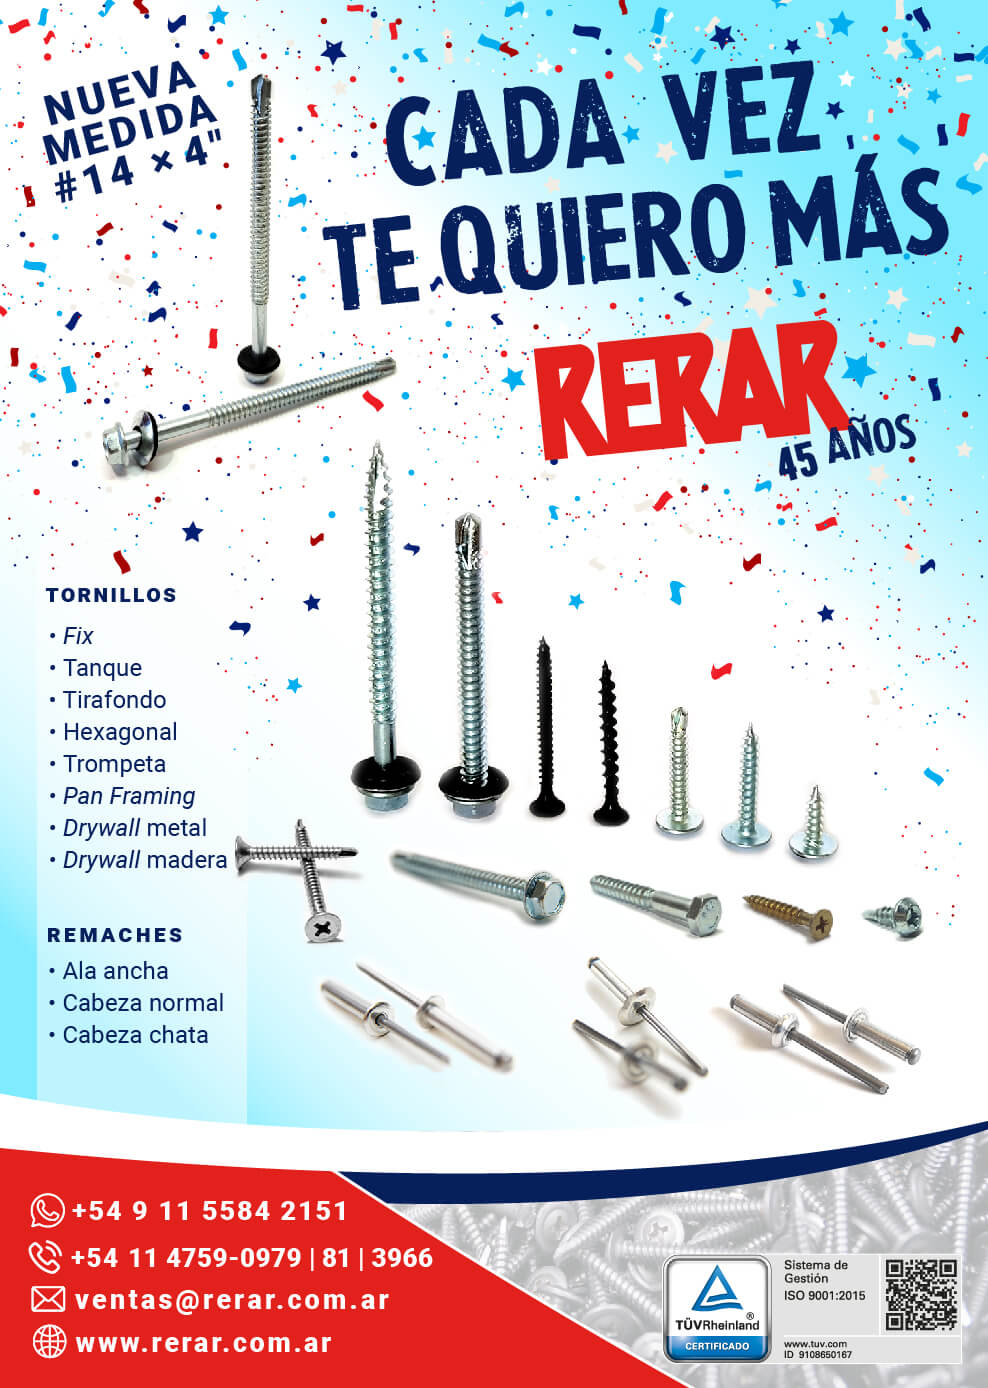 NUEVA
MEDIDA
#14 × 4"
CADA VEZ
TE QUIERO MÁS
RERAR
45 AÑOS
TORNILLOS
• Fix
• Tanque
• Tirafondo
• Hexagonal
• Trompeta
• Pan Framing
• Drywall metal
• Drywall madera
REMACHES
• Ala ancha
• Cabeza normal
• Cabeza chata
+54 9 11 5584 2151
+54 11 4759-0979 | 81 | 3966
ventas@rerar.com.ar
www.rerar.com.ar
TÜVRheinland®
CERTIFICADO
Sistema de
Gestión
ISO 9001:2015
www.tuv.com
ID 9108650167